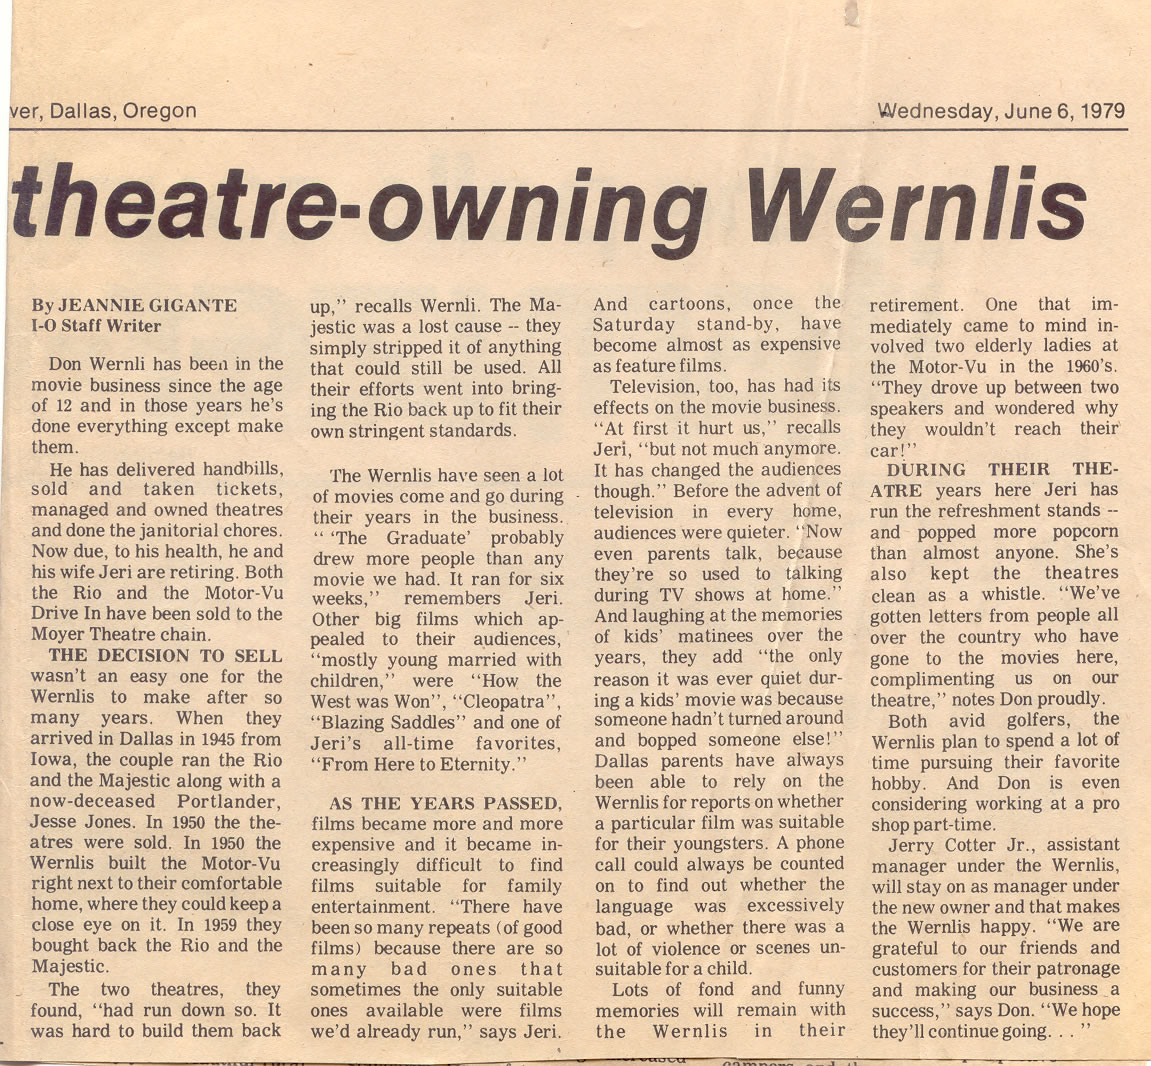 ver, Dallas, Oregon
Wednesday, June 6, 1979
theatre-owning Wernlis
By JEANNIE GIGANTE
I-O Staff Writer
Don Wernli has been in the
movie business since the age
of 12 and in those years he's
done everything except make
them.
He has delivered handbills,
sold and taken tickets,
managed and owned theatres
and done the janitorial chores.
Now due, to his health, he and
his wife Jeri are retiring. Both
the Rio and the Motor-Vu
Drive In have been sold to the
Moyer Theatre chain.
THE DECISION TO SELL
wasn't an easy one for the
Wernlis to make after so
many years. When they
arrived in Dallas in 1945 from
Iowa, the couple ran the Rio
and the Majestic along with a
now-deceased Portlander,
Jesse Jones. In 1950 the the-
atres were sold. In 1950 the
Wernlis built the Motor-Vu
right next to their comfortable
home, where they could keep a
close eye on it. In 1959 they
bought back the Rio and the
Majestic.
The two theatres, they
found, "had run down so. It
was hard to build them back
up," recalls Wernli. The Ma-
jestic was a lost cause -- they
simply stripped it of anything
that could still be used. All
their efforts went into bring-
ing the Rio back up to fit their
own stringent standards.
The Wernlis have seen a lot
of movies come and go during
their years in the business.
" 'The Graduate' probably
drew more people than any
movie we had. It ran for six
weeks," remembers Jeri.
Other big films which ap-
pealed to their audiences,
"mostly young married with
children," were "How the
West was Won", "Cleopatra",
"Blazing Saddles" and one of
Jeri's all-time favorites,
"From Here to Eternity."
AS THE YEARS PASSED,
films became more and more
expensive and it became in-
creasingly difficult to find
films suitable for family
entertainment. "There have
been so many repeats (of good
films) because there are so
many bad ones that
sometimes the only suitable
ones available were films
we'd already run," says Jeri.
And cartoons, once the
Saturday stand-by, have
become almost as expensive
as feature films.
Television, too, has had its
effects on the movie business.
"At first it hurt us," recalls
Jeri, "but not much anymore.
It has changed the audiences
though." Before the advent of
television in every home,
audiences were quieter. "Now
even parents talk, because
they're so used to talking
during TV shows at home."
And laughing at the memories
of kids' matinees over the
years, they add "the only
reason it was ever quiet dur-
ing a kids' movie was because
someone hadn't turned around
and bopped someone else!"
Dallas parents have always
been able to rely on the
Wernlis for reports on whether
a particular film was suitable
for their youngsters. A phone
call could always be counted
on to find out whether the
language was excessively
bad, or whether there was a
lot of violence or scenes un-
suitable for a child.
Lots of fond and funny
memories will remain with
the Wernlis in their
retirement. One that im-
mediately came to mind in-
volved two elderly ladies at
the Motor-Vu in the 1960's.
"They drove up between two
speakers and wondered why
they wouldn't reach their
car!"
DURING THEIR THE-
ATRE years here Jeri has
run the refreshment stands --
and popped more popcorn
than almost anyone. She's
also kept the theatres
clean as a whistle. "We've
gotten letters from people all
over the country who have
gone to the movies here,
complimenting us on our
theatre," notes Don proudly.
Both avid golfers, the
Wernlis plan to spend a lot of
time pursuing their favorite
hobby. And Don is even
considering working at a pro
shop part-time.
Jerry Cotter Jr., assistant
manager under the Wernlis,
will stay on as manager under
the new owner and that makes
the Wernlis happy. "We are
grateful to our friends and
customers for their patronage
and making our business a
success," says Don. "We hope
they'll continue going. . ."